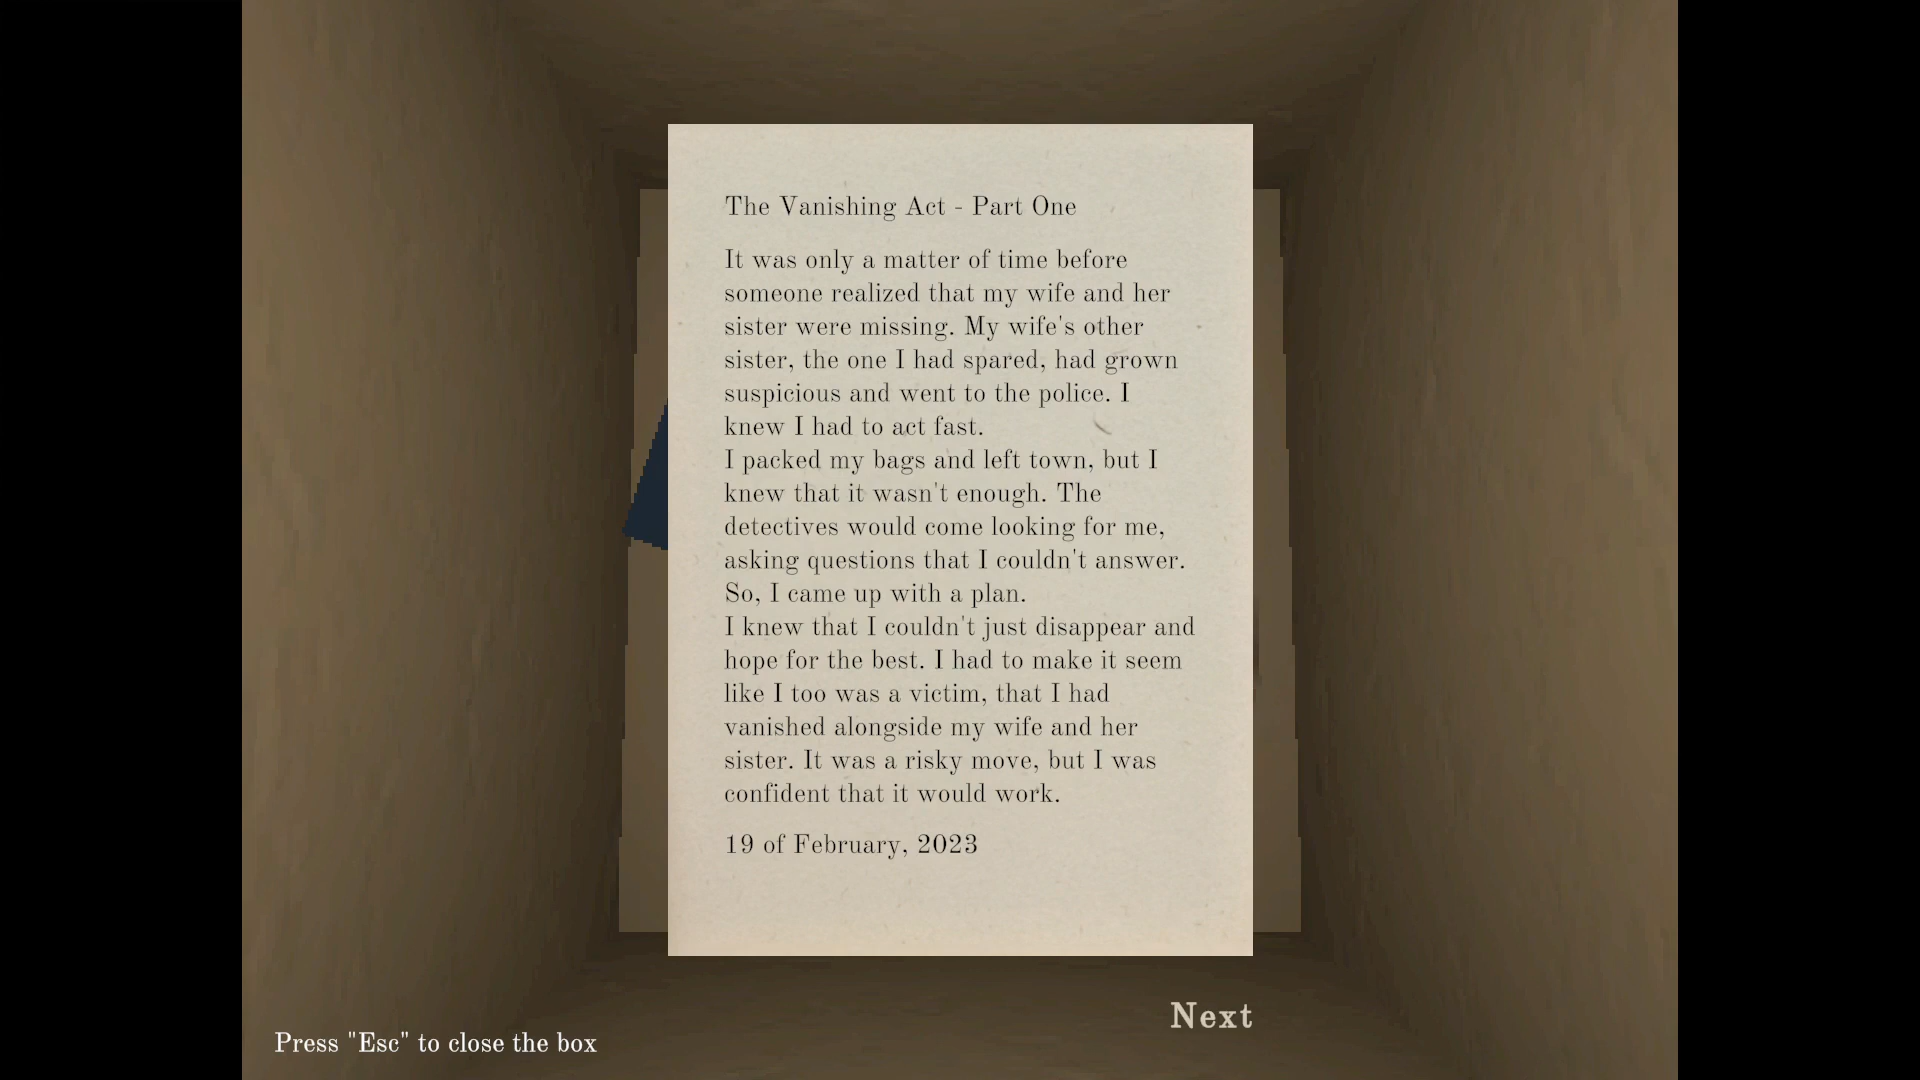 The Vanishing Act - Part One
It was only a matter of time before
someone realized that my wife and her
sister were missing. My wife's other
sister, the one I had spared, had grown
suspicious and went to the police. I
knew I had to act fast.
I packed my bags and left town, but I
knew that it wasn't enough. The
detectives would come looking for me,
asking questions that I couldn't answer.
So, I came up with a plan.
I knew that I couldn't just disappear and
hope for the best. I had to make it seem
like I too was a victim, that I had
vanished alongside my wife and her
sister. It was a risky move, but I was
confident that it would work.
19 of February, 2023
Next
Press "Esc" to close the box